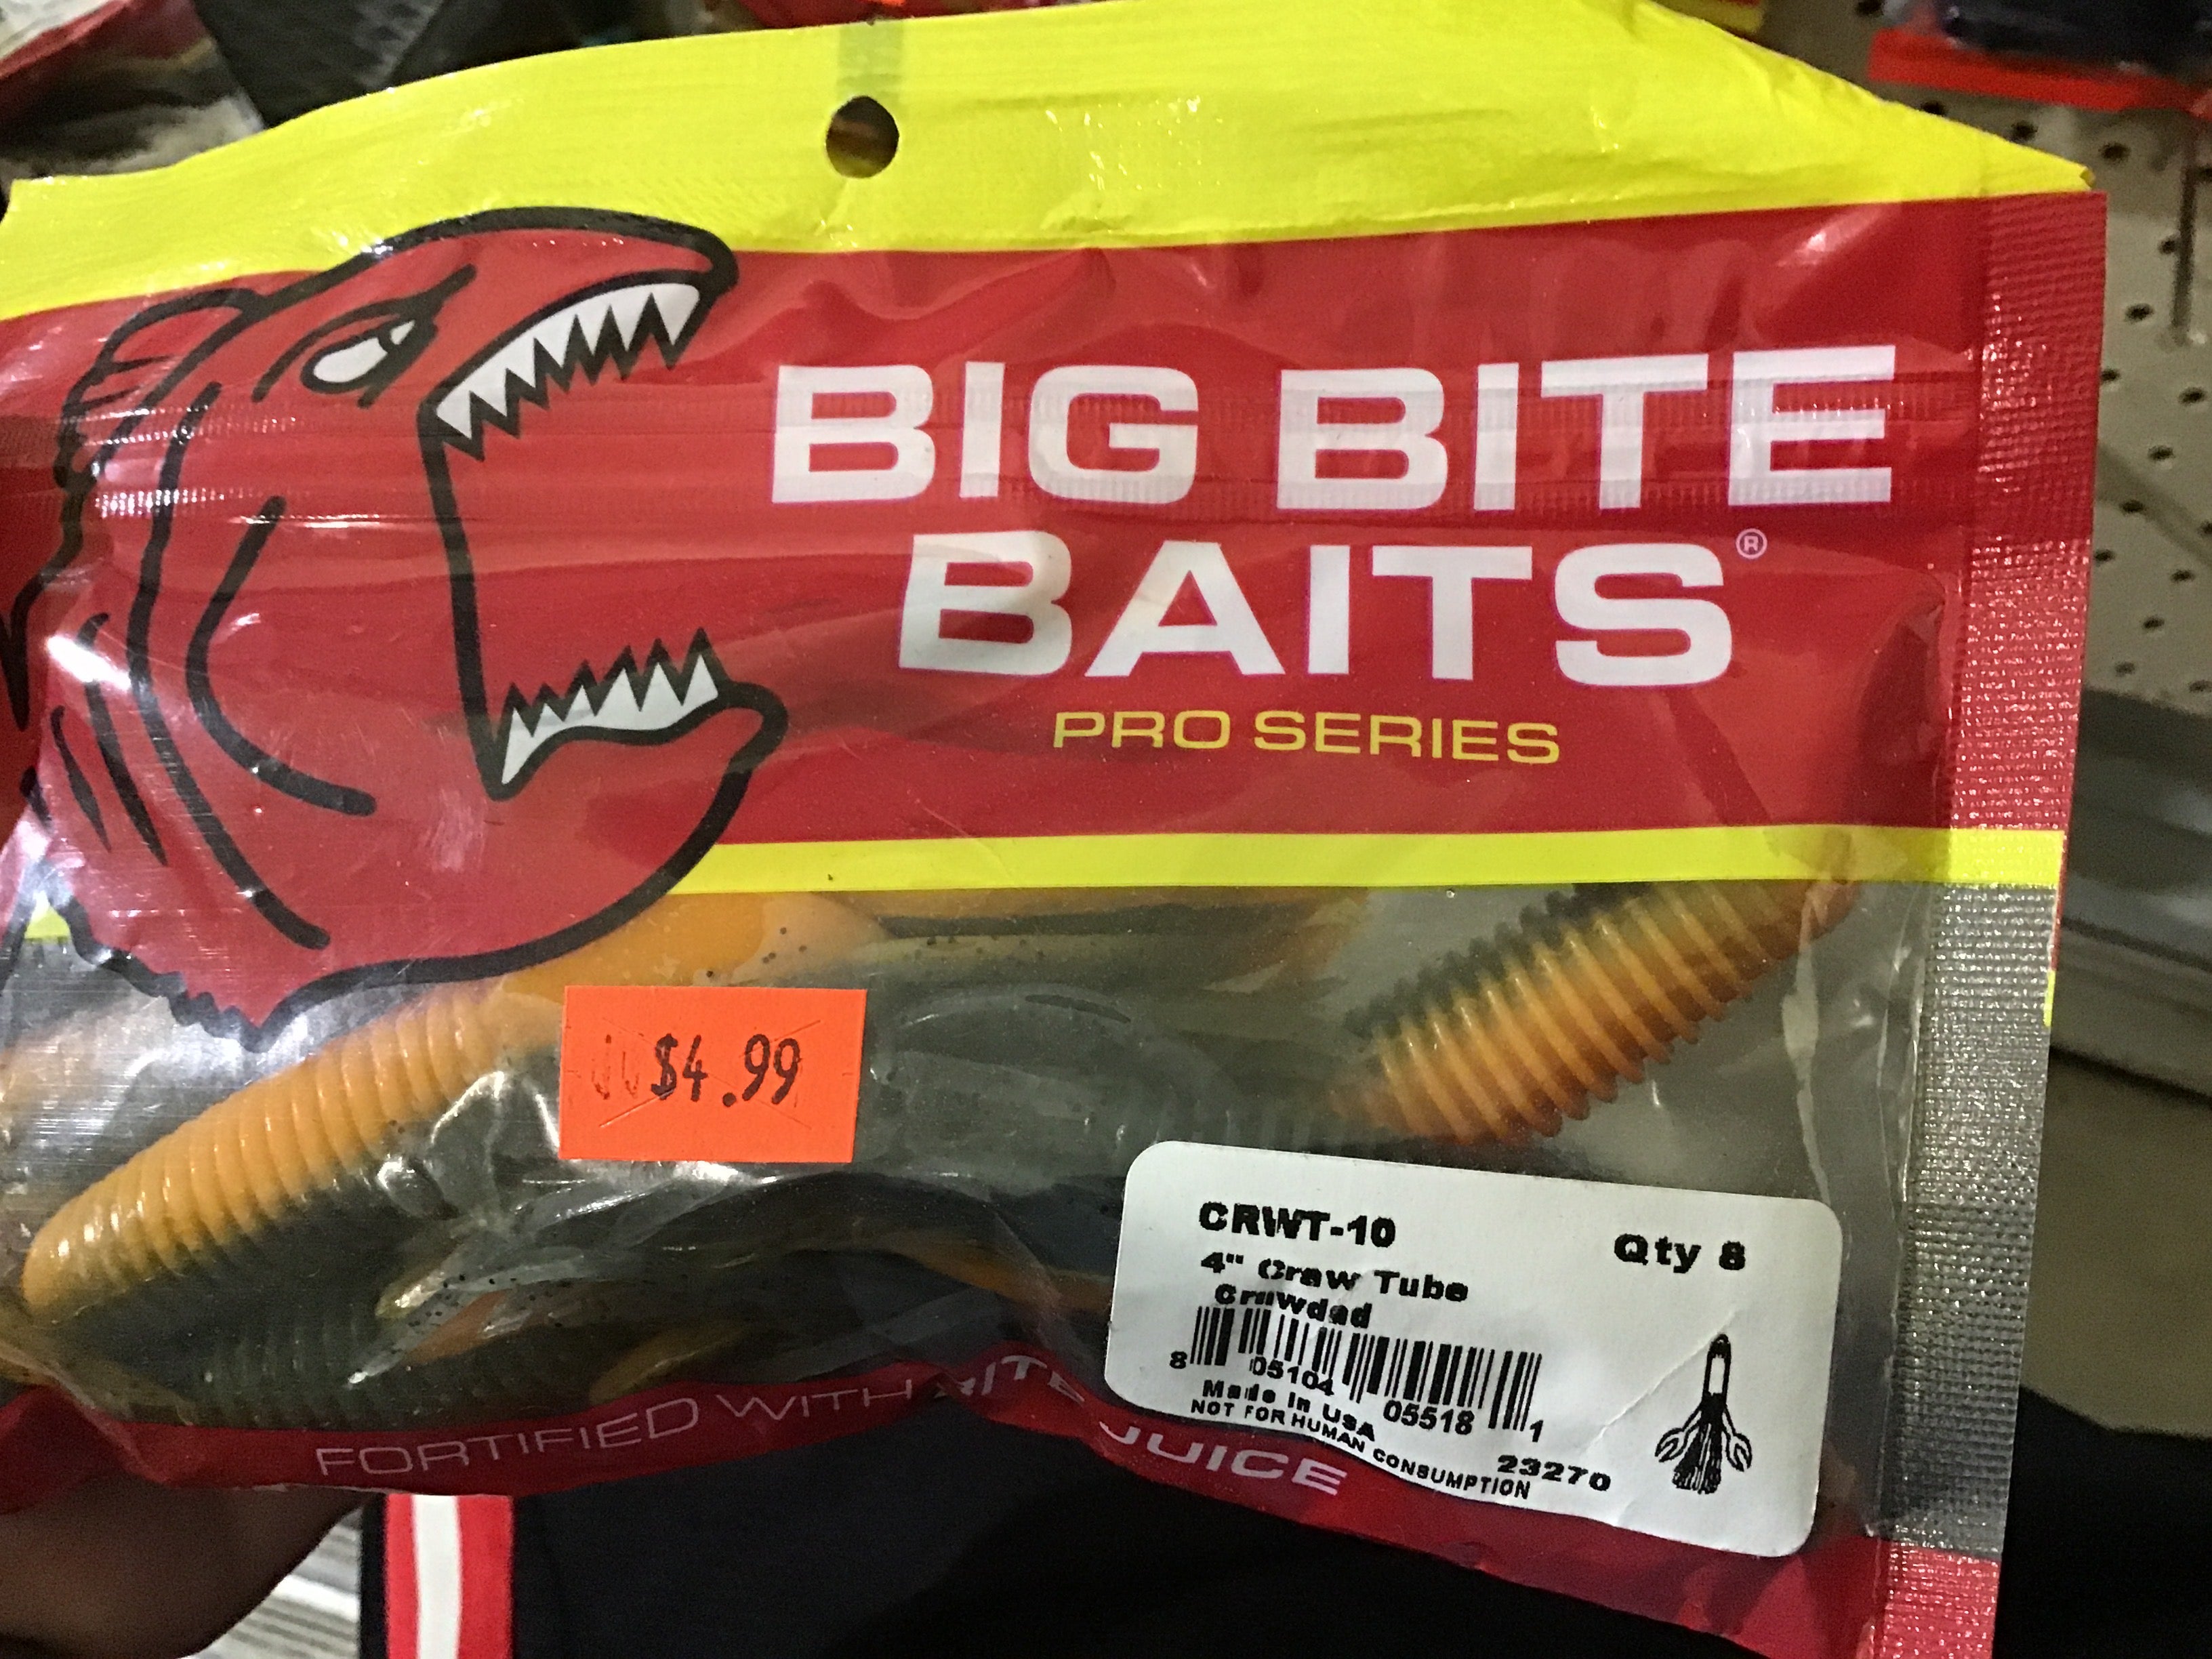 BIG BITE
BAITS®
PRO SERIES
$4.99
CRWT-10
Qty 8
4" Craw Tube
Crawdad
8 05104 05518 1
Made In USA
NOT FOR HUMAN CONSUMPTION
23270
FORTIFIED WITH BITE JUICE